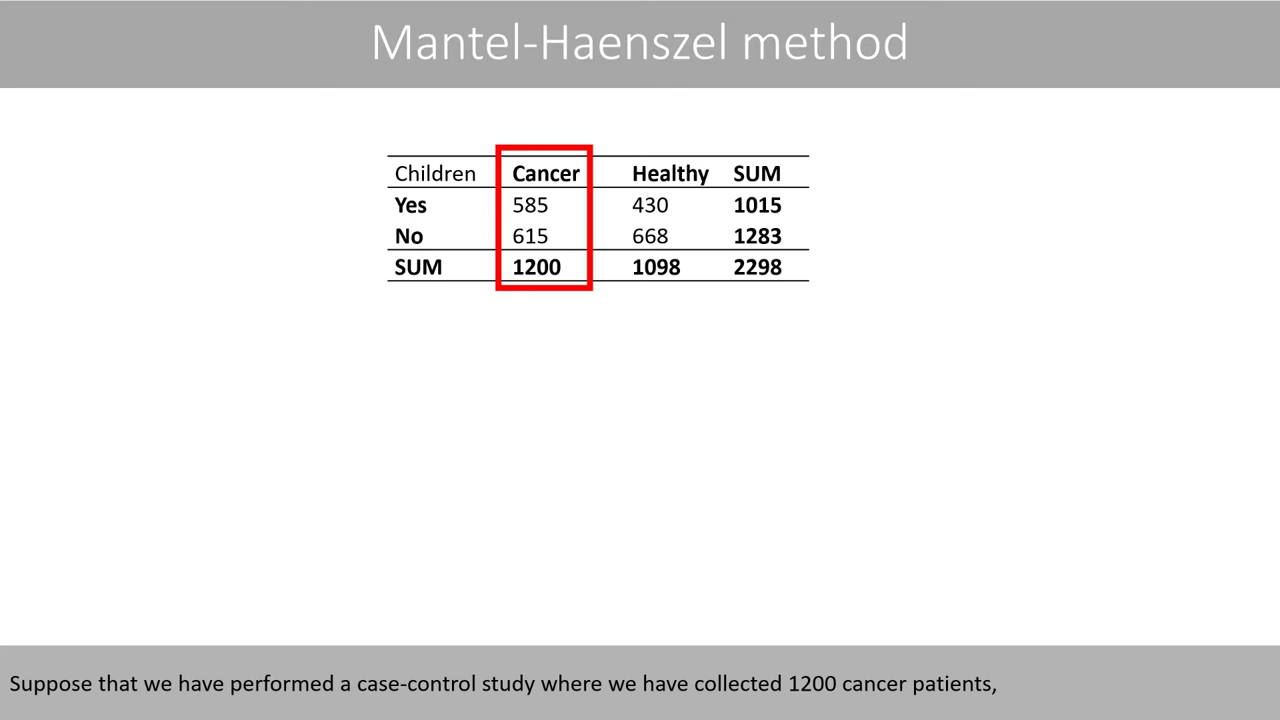 Mantel-Haenszel method
Children Cancer Healthy SUM
Yes 585 430 1015
No 615 668 1283
SUM 1200 1098 2298
Suppose that we have performed a case-control study where we have collected 1200 cancer patients,